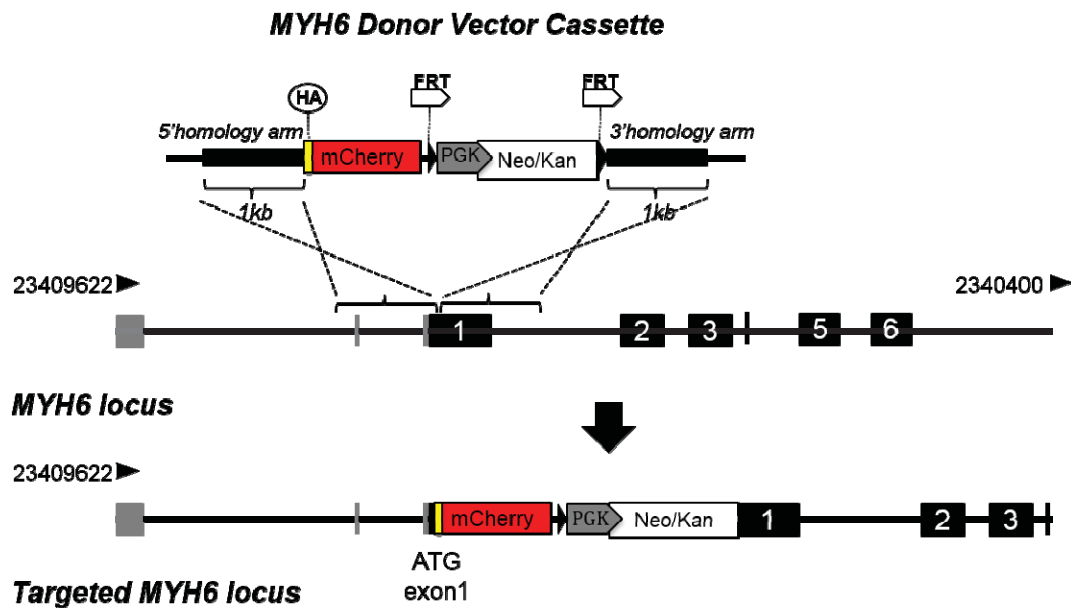 MYH6 Donor Vector Cassette
HA
FRT
FRT
5'homology arm
3'homology arm
mCherry
PGK
Neo/Kan
1kb
1kb
23409622
2340400
1
2
3
5
6
MYH6 locus
23409622
mCherry
PGK
Neo/Kan
1
2
3
ATG
exon1
Targeted MYH6 locus